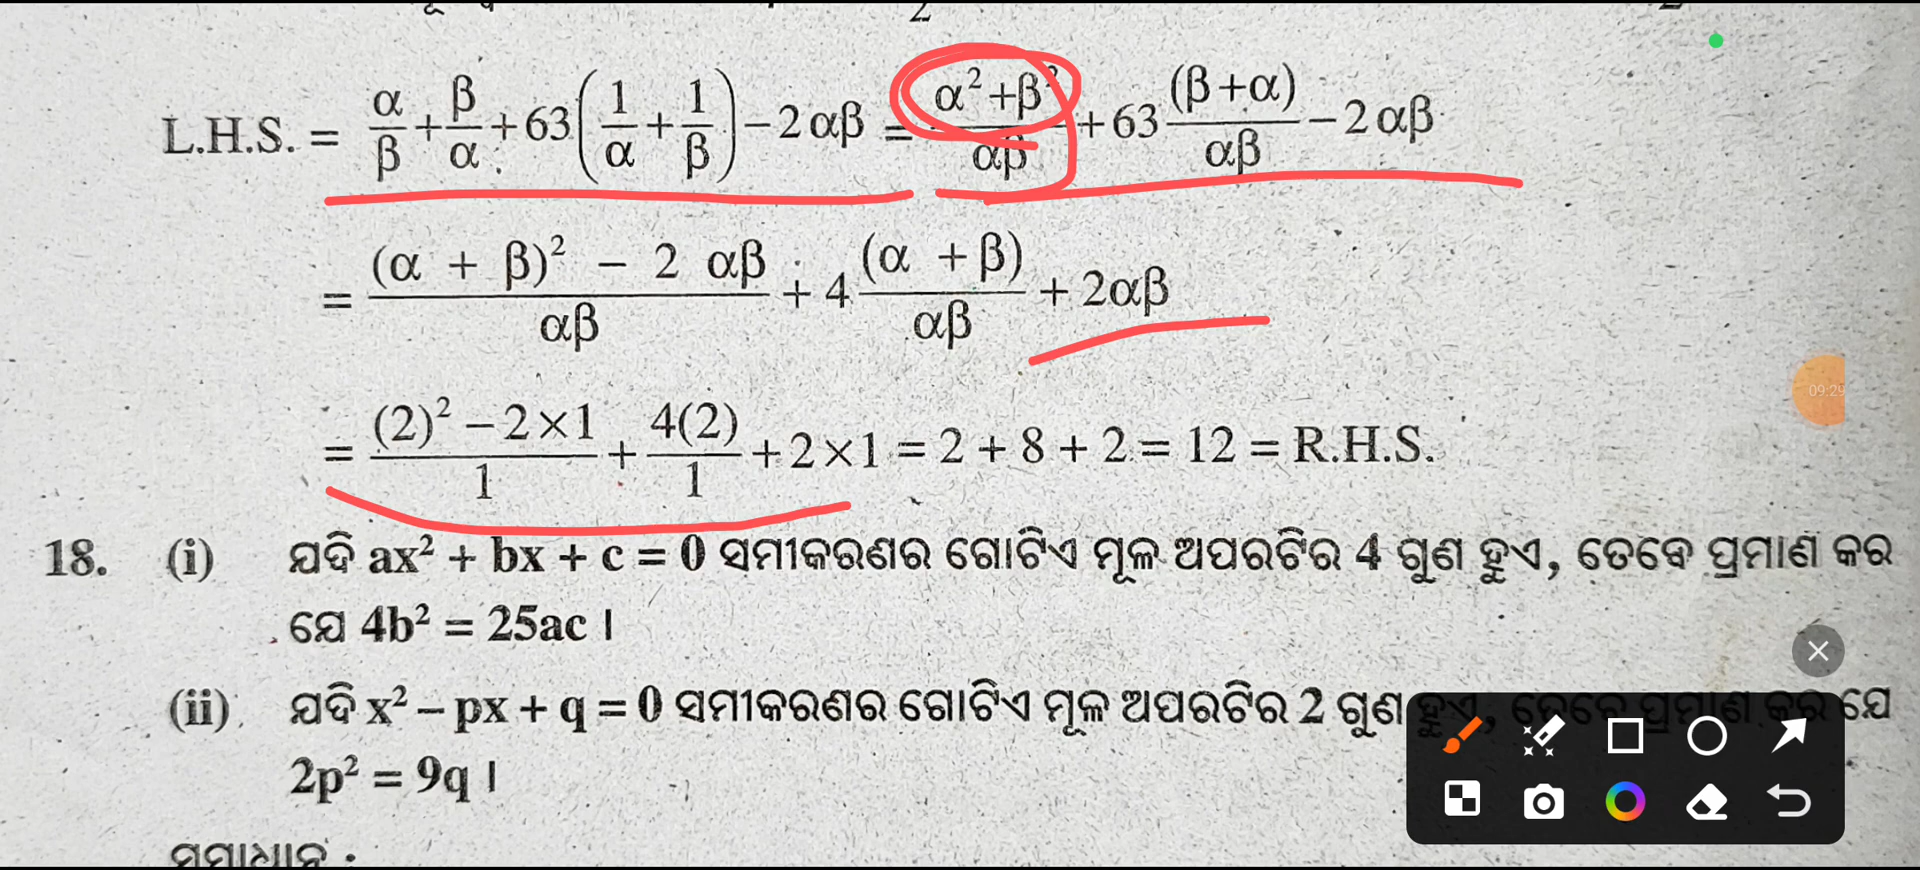 L.H.S. = α/β + β/α + 63(1/α + 1/β) − 2αβ = α² + β²/αβ + 63 (β+α)/αβ − 2αβ
= (α + β)² − 2 αβ/αβ + 4 (α + β)/αβ + 2αβ
= (2)² − 2×1/1 + 4(2)/1 + 2×1 = 2 + 8 + 2 = 12 = R.H.S.
18. (i) ଯଦି ax² + bx + c = 0 ସମୀକରଣର ଗୋଟିଏ ମୂଳ ଅପରଟିର 4 ଗୁଣ ହୁଏ, ତେବେ ପ୍ରମାଣ କର
ଯେ 4b² = 25ac ।
(ii) ଯଦି x² − px + q = 0 ସମୀକରଣର ଗୋଟିଏ ମୂଳ ଅପରଟିର 2 ଗୁଣ ହୁଏ, ତେବେ ପ୍ରମାଣ କର ଯେ
2p² = 9q ।
ସମାଧାନ :
09:29